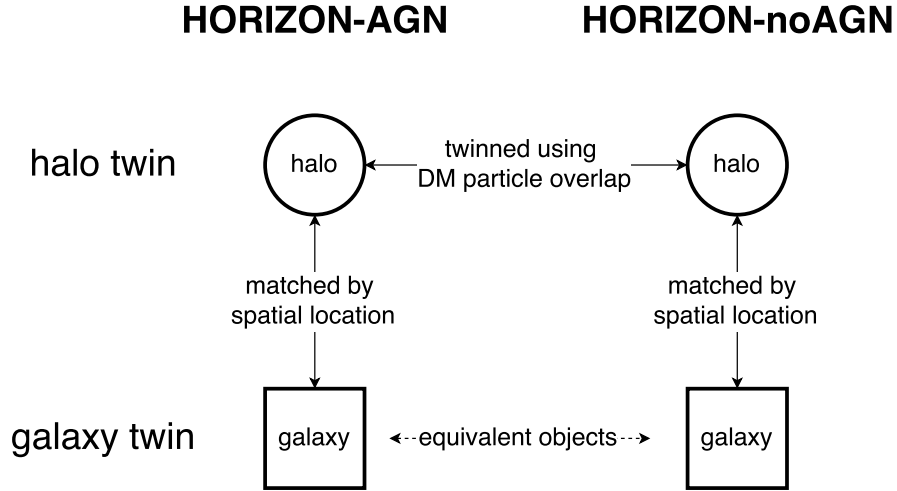 HORIZON-AGN
HORIZON-noAGN
halo twin
halo
twinned using
DM particle overlap
halo
matched by
spatial location
matched by
spatial location
galaxy twin
galaxy
equivalent objects
galaxy